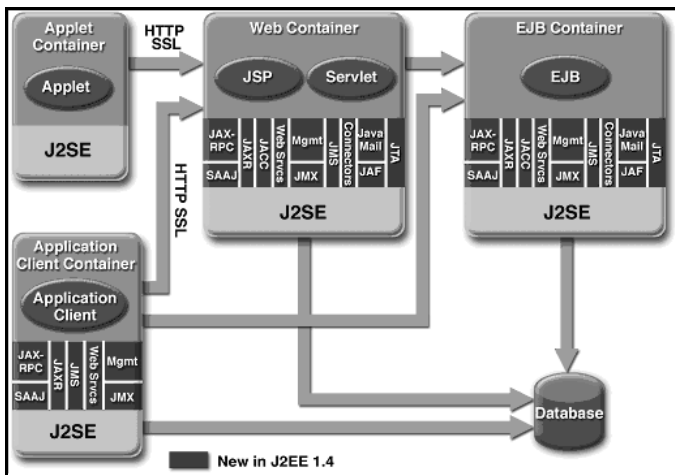 Applet
Container
Applet
J2SE
HTTP
SSL
Web Container
JSP
Servlet
JAX-
RPC
SAAJ
JAXR
JACC
Web Srvcs
Mgmt
JMX
JMS
Connectors
Java
Mail
JAF
JTA
J2SE
EJB Container
EJB
JAX-
RPC
SAAJ
JAXR
JACC
Web Srvcs
Mgmt
JMX
JMS
Connectors
Java
Mail
JAF
JTA
J2SE
HTTP SSL
Application
Client Container
Application
Client
JAX-
RPC
SAAJ
JAXR
JMS
Web Srvcs
Mgmt
JMX
J2SE
Database
New in J2EE 1.4